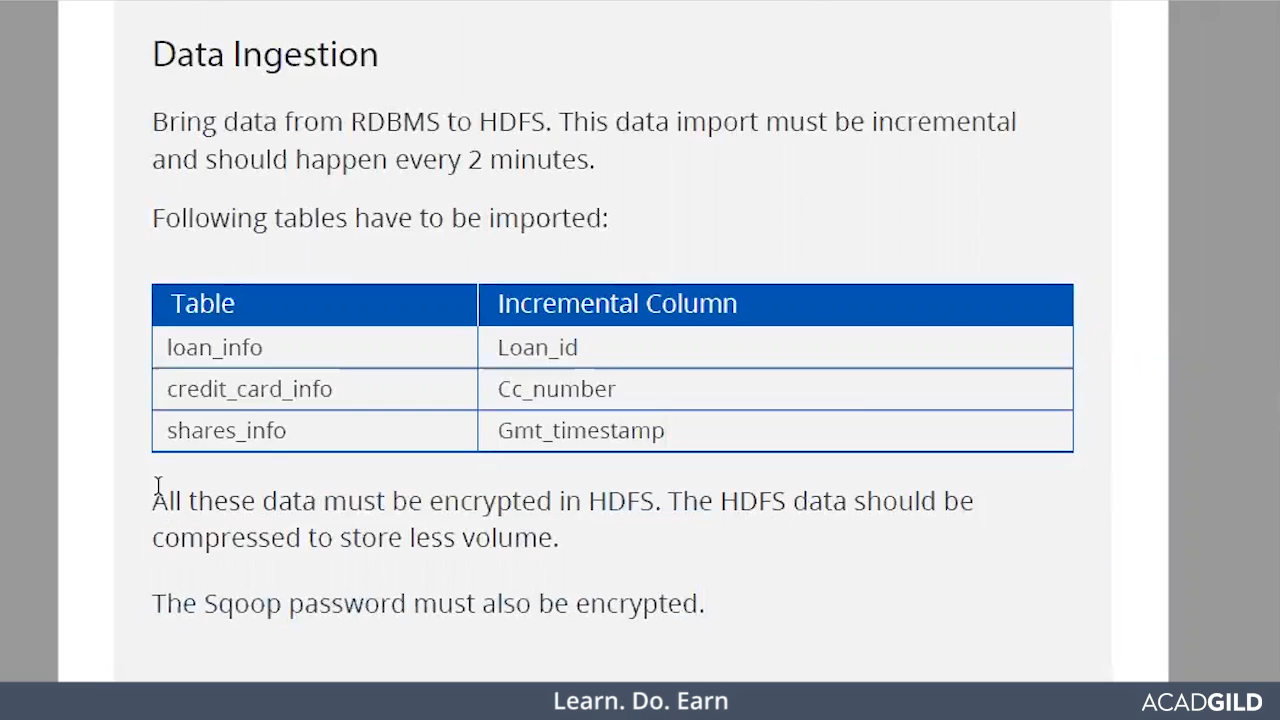 Data Ingestion
Bring data from RDBMS to HDFS. This data import must be incremental
and should happen every 2 minutes.
Following tables have to be imported:
Table Incremental Column
loan_info Loan_id
credit_card_info Cc_number
shares_info Gmt_timestamp
All these data must be encrypted in HDFS. The HDFS data should be
compressed to store less volume.
The Sqoop password must also be encrypted.
Learn. Do. Earn
ACADGILD